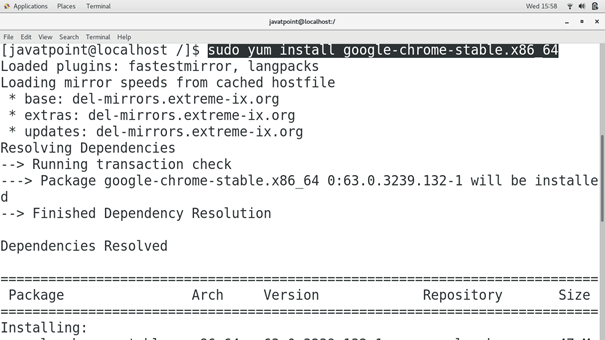 Applications Places Terminal Wed 15:58
javatpoint@localhost:/
File Edit View Search Terminal Help
[javatpoint@localhost /]$ sudo yum install google-chrome-stable.x86_64
Loaded plugins: fastestmirror, langpacks
Loading mirror speeds from cached hostfile
* base: del-mirrors.extreme-ix.org
* extras: del-mirrors.extreme-ix.org
* updates: del-mirrors.extreme-ix.org
Resolving Dependencies
--> Running transaction check
---> Package google-chrome-stable.x86_64 0:63.0.3239.132-1 will be installe
d
--> Finished Dependency Resolution
Dependencies Resolved
================================================================================
Package Arch Version Repository Size
================================================================================
Installing: